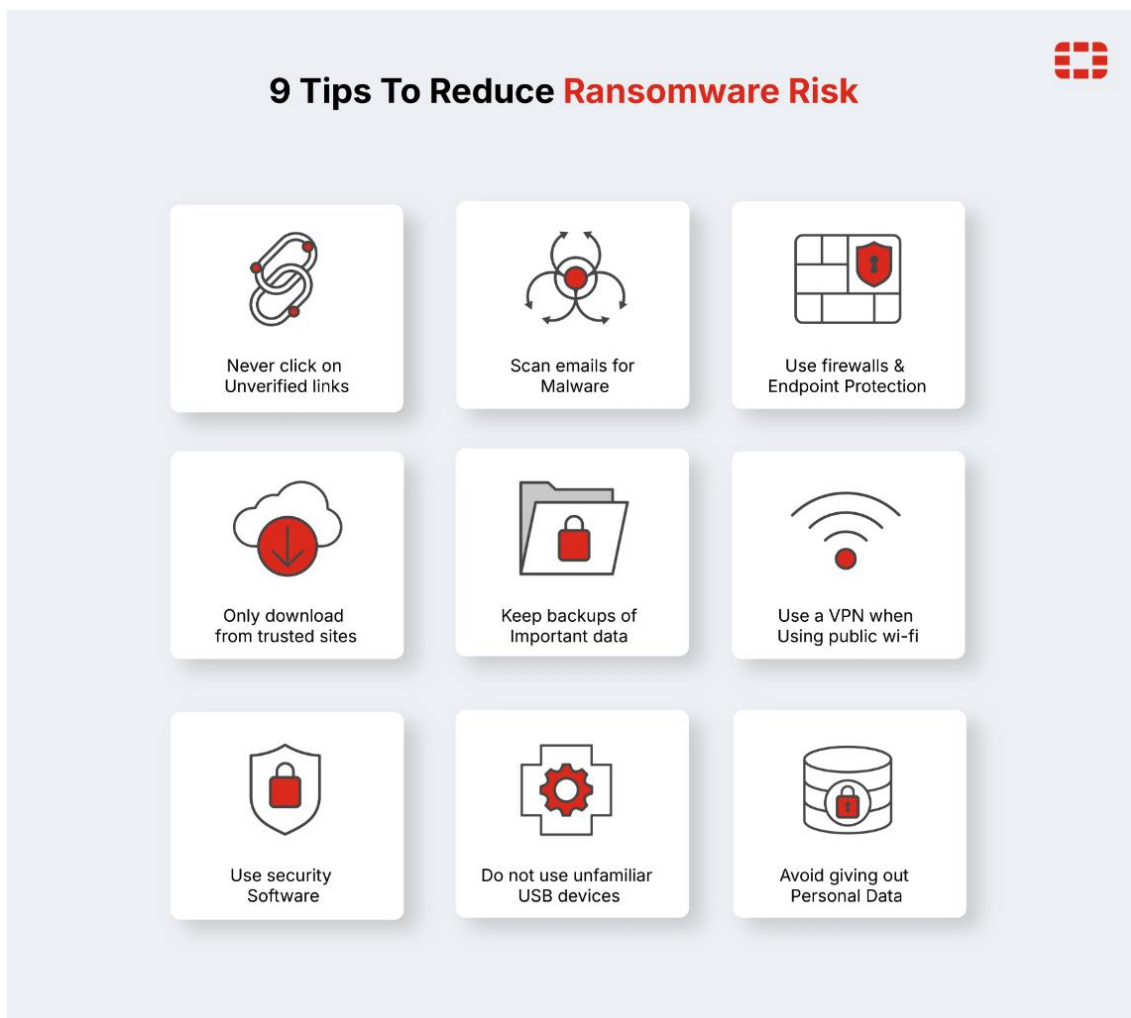 9 Tips To Reduce Ransomware Risk
Never click on
Unverified links
Scan emails for
Malware
Use firewalls &
Endpoint Protection
Only download
from trusted sites
Keep backups of
Important data
Use a VPN when
Using public wi-fi
Use security
Software
Do not use unfamiliar
USB devices
Avoid giving out
Personal Data